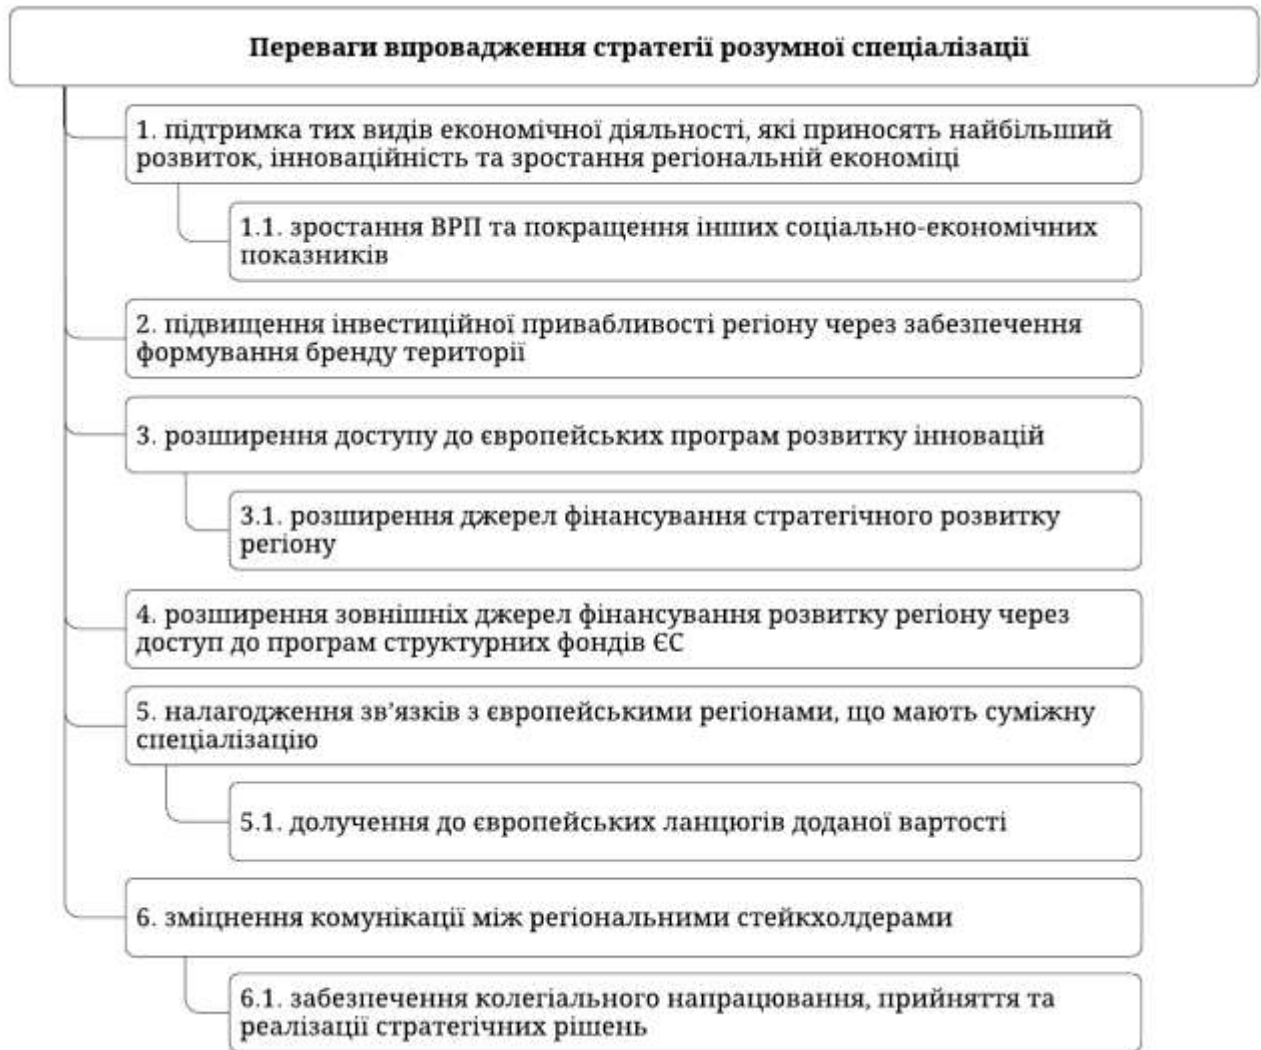 Переваги впровадження стратегії розумної спеціалізації
1. підтримка тих видів економічної діяльності, які приносять найбільший
розвиток, інноваційність та зростання регіональній економіці
1.1. зростання ВРП та покращення інших соціально-економічних
показників
2. підвищення інвестиційної привабливості регіону через забезпечення
формування бренду території
3. розширення доступу до європейських програм розвитку інновацій
3.1. розширення джерел фінансування стратегічного розвитку
регіону
4. розширення зовнішніх джерел фінансування розвитку регіону через
доступ до програм структурних фондів ЄС
5. налагодження зв’язків з європейськими регіонами, що мають суміжну
спеціалізацію
5.1. долучення до європейських ланцюгів доданої вартості
6. зміцнення комунікації між регіональними стейкхолдерами
6.1. забезпечення колегіального напрацювання, прийняття та
реалізації стратегічних рішень